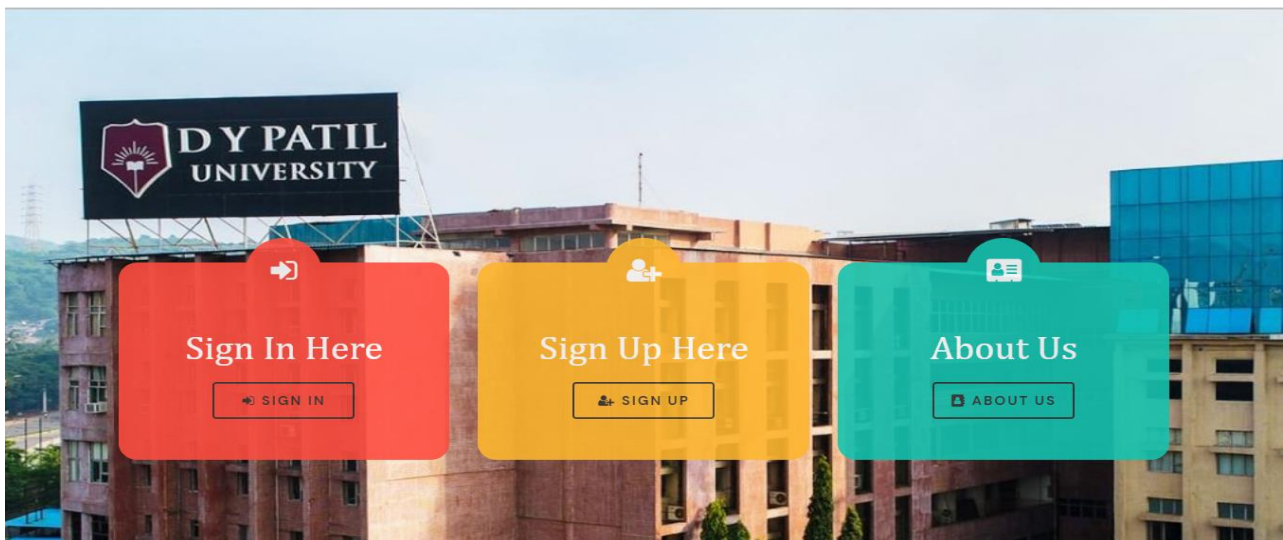 D Y PATIL
UNIVERSITY
Sign In Here
SIGN IN
Sign Up Here
SIGN UP
About Us
ABOUT US